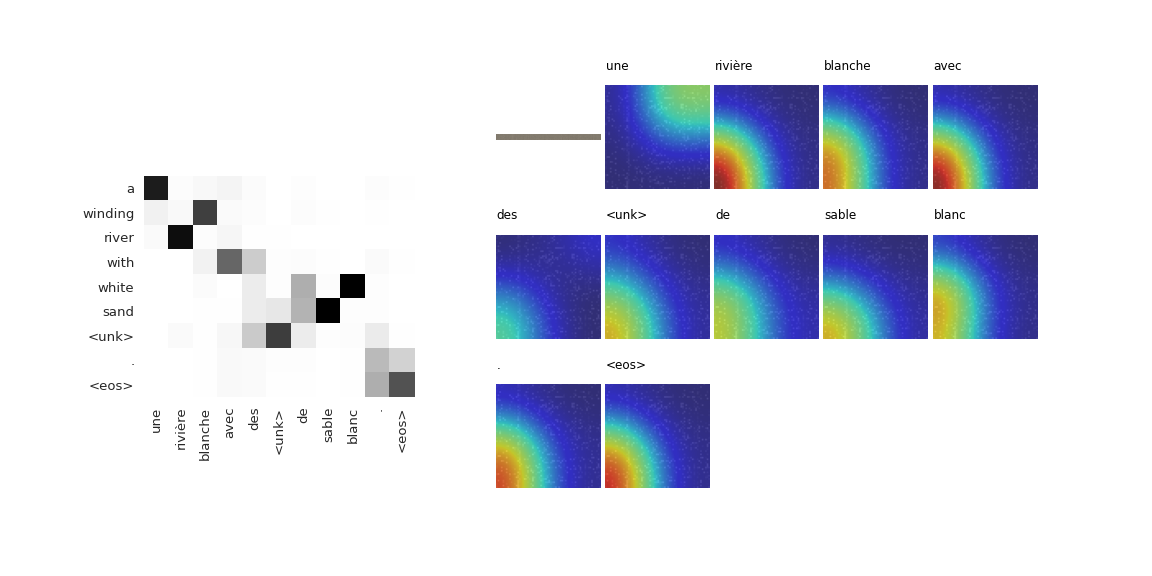 a
winding
river
with
white
sand
<unk>
.
<eos>
une
rivière
blanche
avec
des
<unk>
de
sable
blanc
.
<eos>
une rivière blanche avec
des <unk> de sable blanc
. <eos>